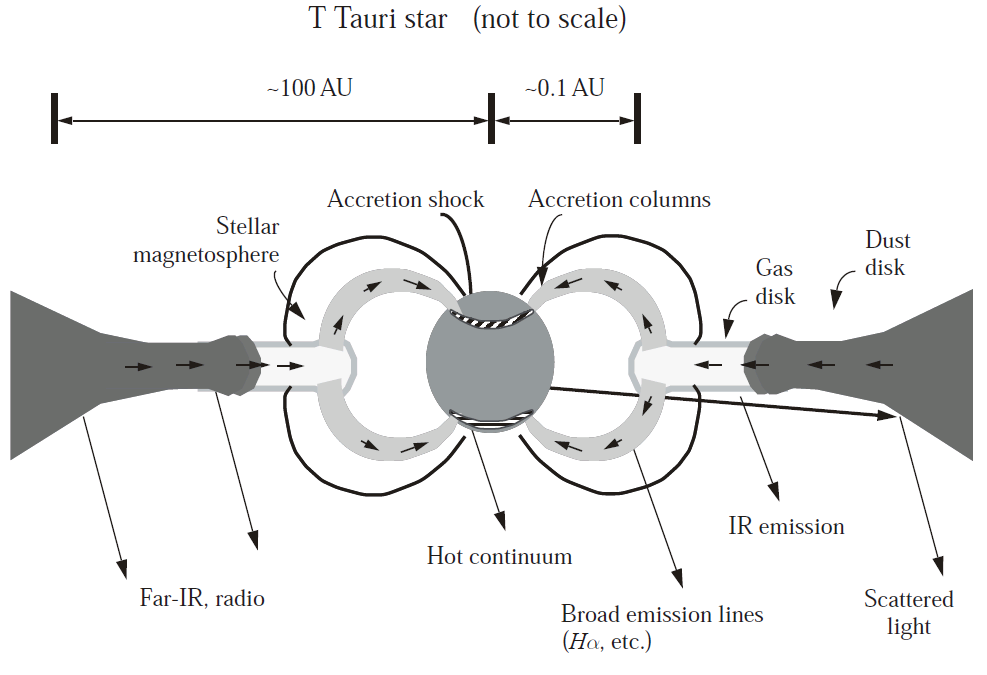 T Tauri star (not to scale)
~100 AU
~0.1 AU
Accretion shock
Accretion columns
Stellar
magnetosphere
Dust
disk
Gas
disk
IR emission
Hot continuum
Far-IR, radio
Broad emission lines
(Hα, etc.)
Scattered
light